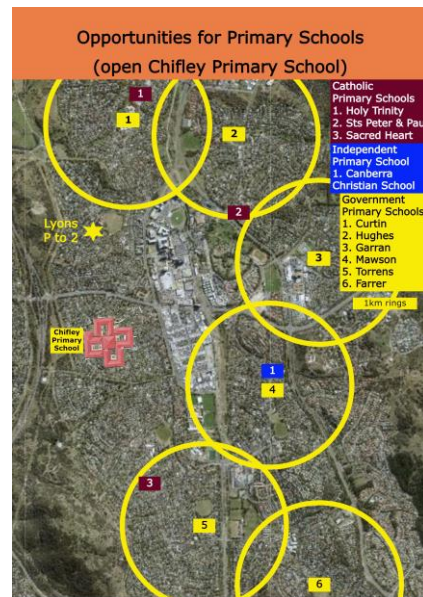 Opportunities for Primary Schools
(open Chifley Primary School)
Catholic
Primary Schools
1. Holy Trinity
2. Sts Peter & Pau
3. Sacred Heart
Independent
Primary School
1. Canberra
Christian School
Government
Primary Schools
1. Curtin
2. Hughes
3. Garran
4. Mawson
5. Torrens
6. Farrer
1km rings
1
1
2
2
Lyons
P to 2
3
Chifley
Primary
School
1
4
3
5
6